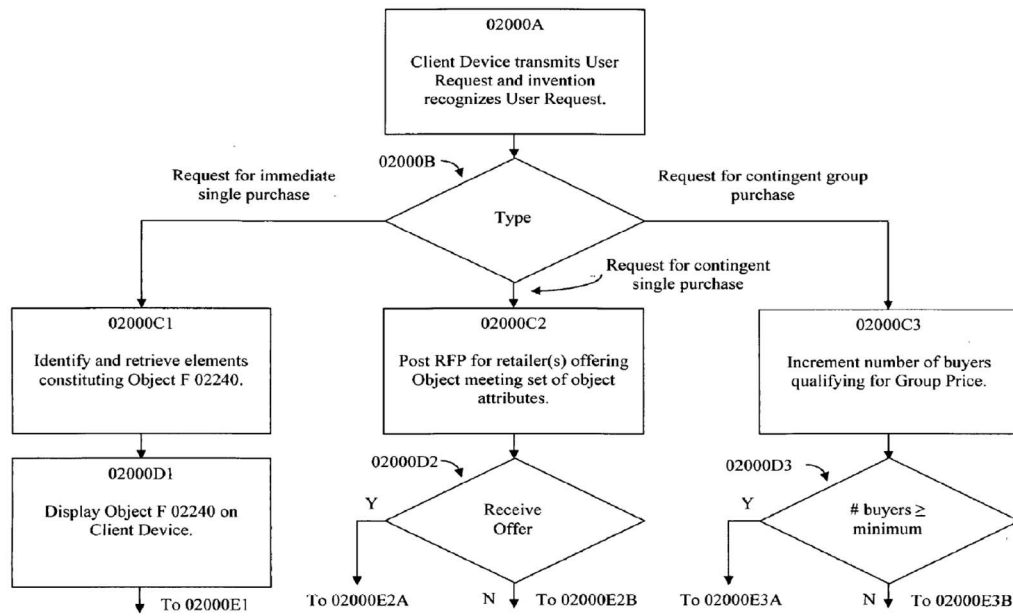 02000A
Client Device transmits User
Request and invention
recognizes User Request.
02000B
Request for immediate
single purchase
Request for contingent group
purchase
Type
Request for contingent
single purchase
02000C1
Identify and retrieve elements
constituting Object F 02240.
02000C2
Post RFP for retailer(s) offering
Object meeting set of object
attributes.
02000C3
Increment number of buyers
qualifying for Group Price.
02000D1
Display Object F 02240 on
Client Device.
02000D2
Y
Receive
Offer
02000D3
Y
# buyers ≥
minimum
To 02000E1
To 02000E2A
N
To 02000E2B
To 02000E3A
N
To 02000E3B